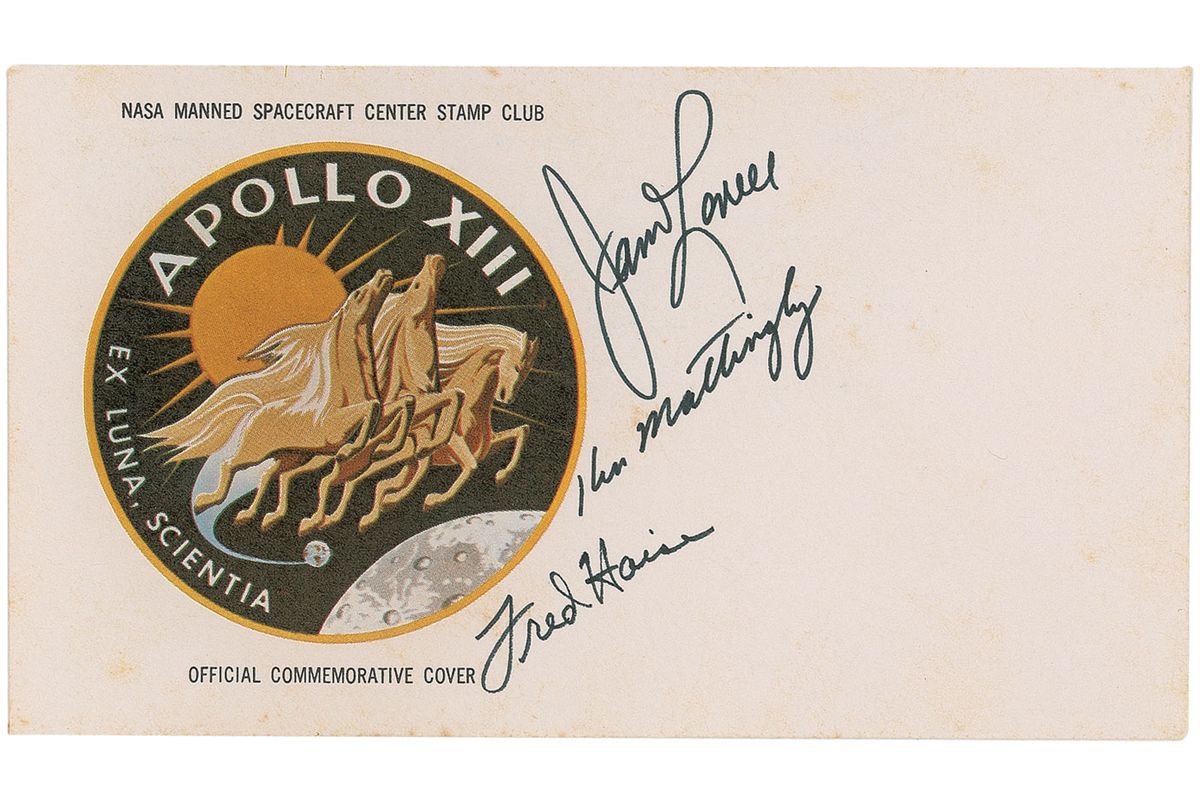 NASA MANNED SPACECRAFT CENTER STAMP CLUB
APOLLO XIII
EX LUNA, SCIENTIA
James Lovell
Ken Mattingly
Fred Haise
OFFICIAL COMMEMORATIVE COVER